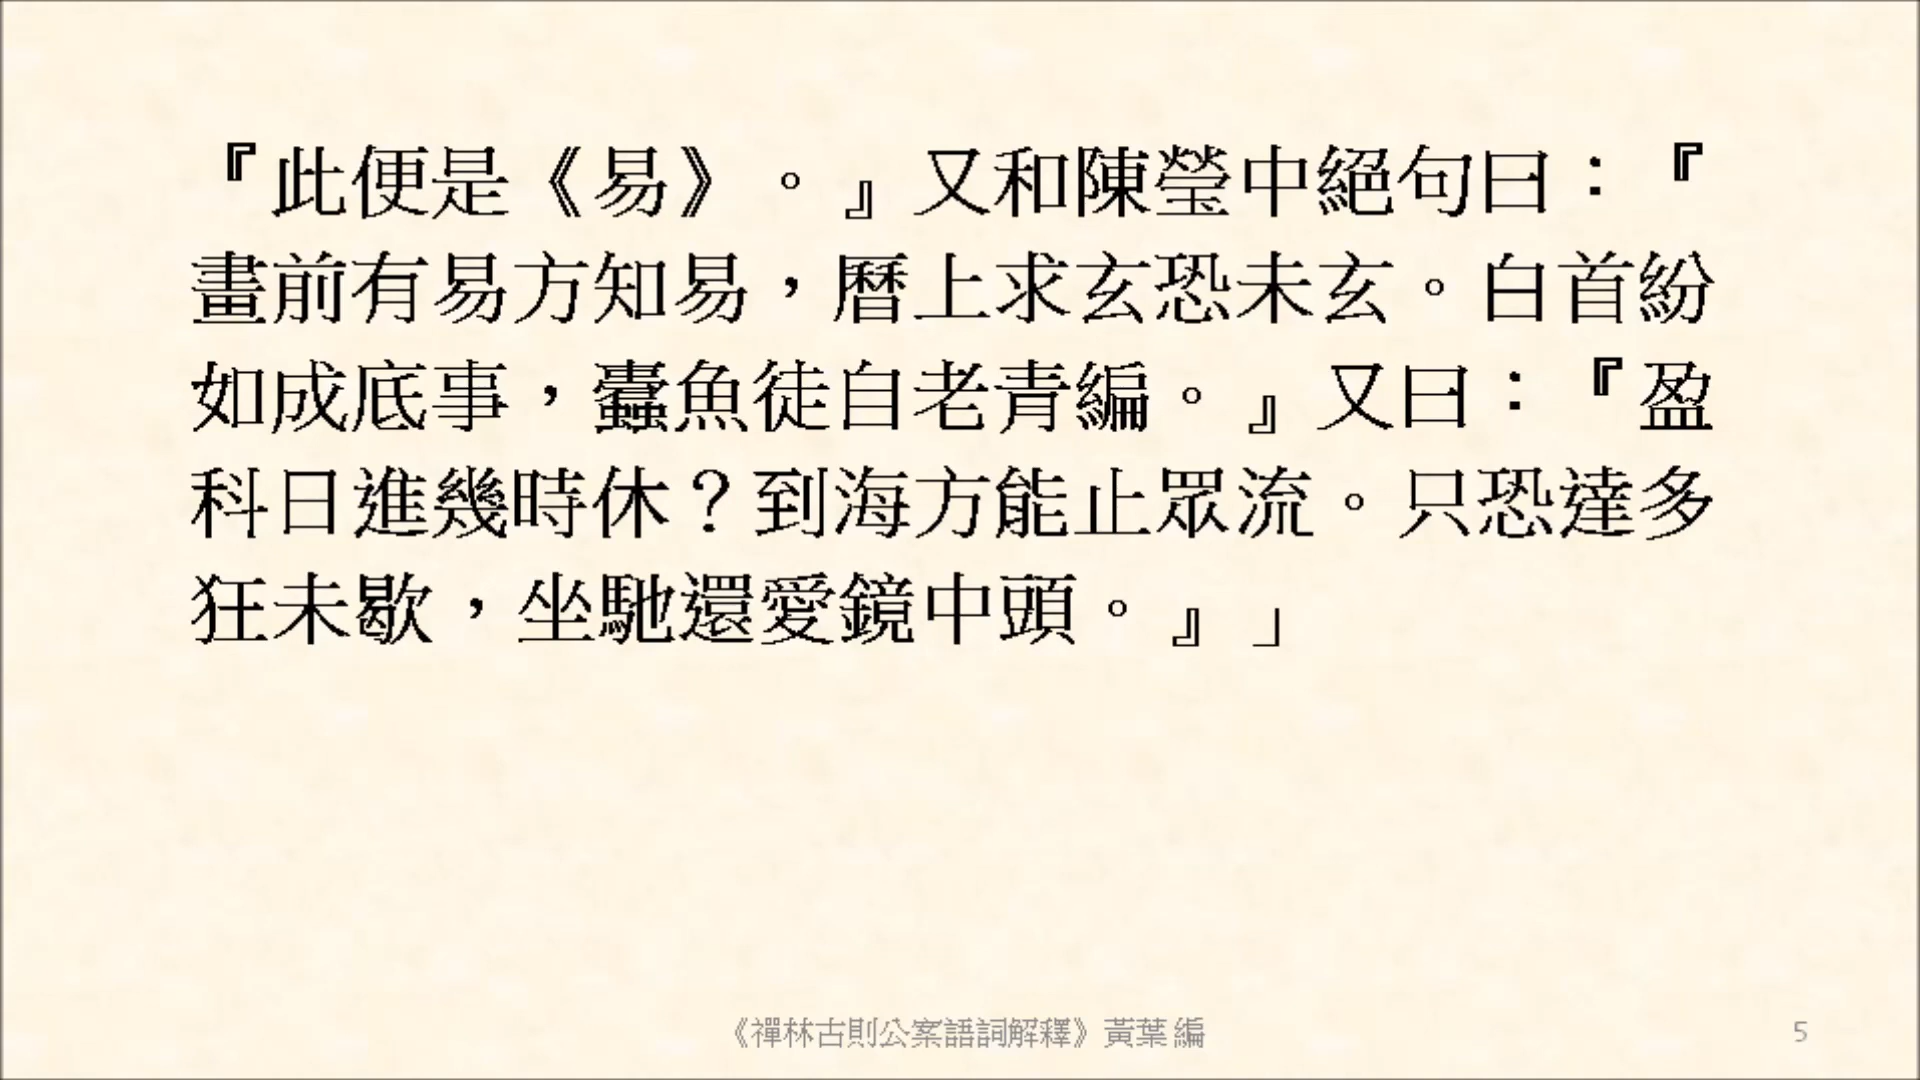 『此便是《易》。』又和陳瑩中絕句曰：『
畫前有易方知易，曆上求玄恐未玄。白首紛
如成底事，蠹魚徒自老青編。』又曰：『盈
科日進幾時休？到海方能止眾流。只恐達多
狂未歇，坐馳還愛鏡中頭。』」
《禪林古則公案語詞解釋》黃葉 編
5